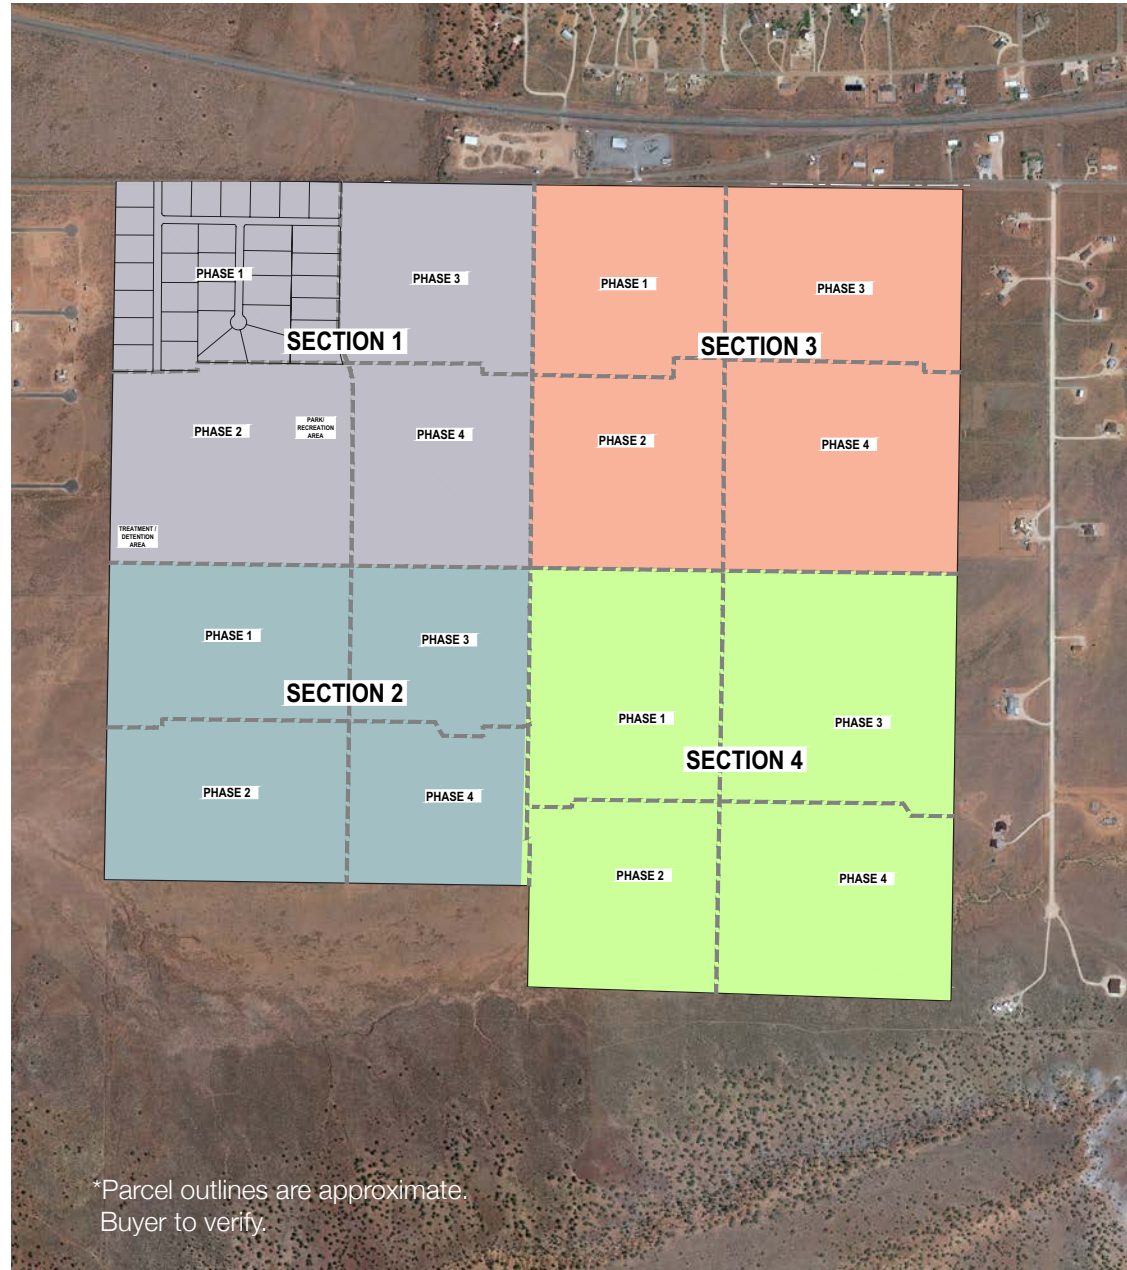 PHASE 1
PHASE 3
SECTION 1
PHASE 2
PARK/
RECREATION
AREA
PHASE 4
TREATMENT /
DETENTION
AREA
PHASE 1
PHASE 3
SECTION 3
PHASE 2
PHASE 4
PHASE 1
PHASE 3
SECTION 2
PHASE 2
PHASE 4
PHASE 1
PHASE 3
SECTION 4
PHASE 2
PHASE 4
*Parcel outlines are approximate.
Buyer to verify.